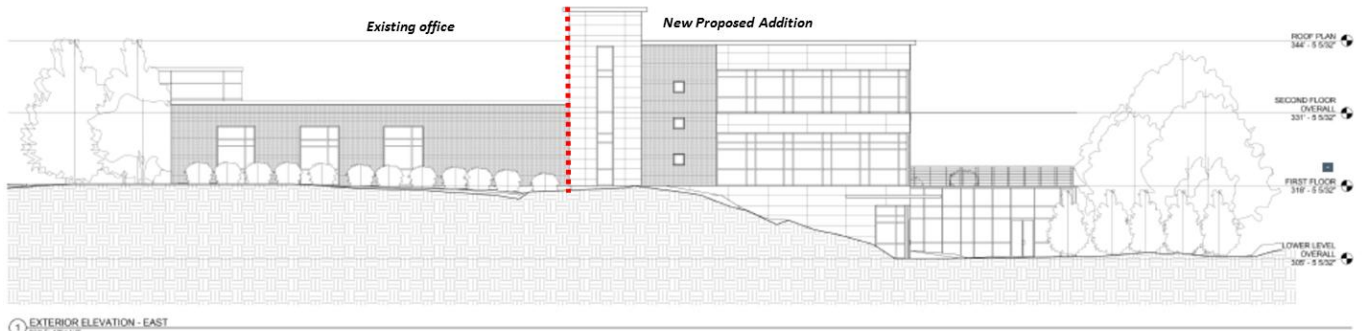 Existing office
New Proposed Addition
ROOF PLAN
344' - 5 5/32"
SECOND FLOOR
OVERALL
331' - 5 5/32"
FIRST FLOOR
318' - 5 5/32"
LOWER LEVEL
OVERALL
305' - 5 5/32"
1 EXTERIOR ELEVATION - EAST